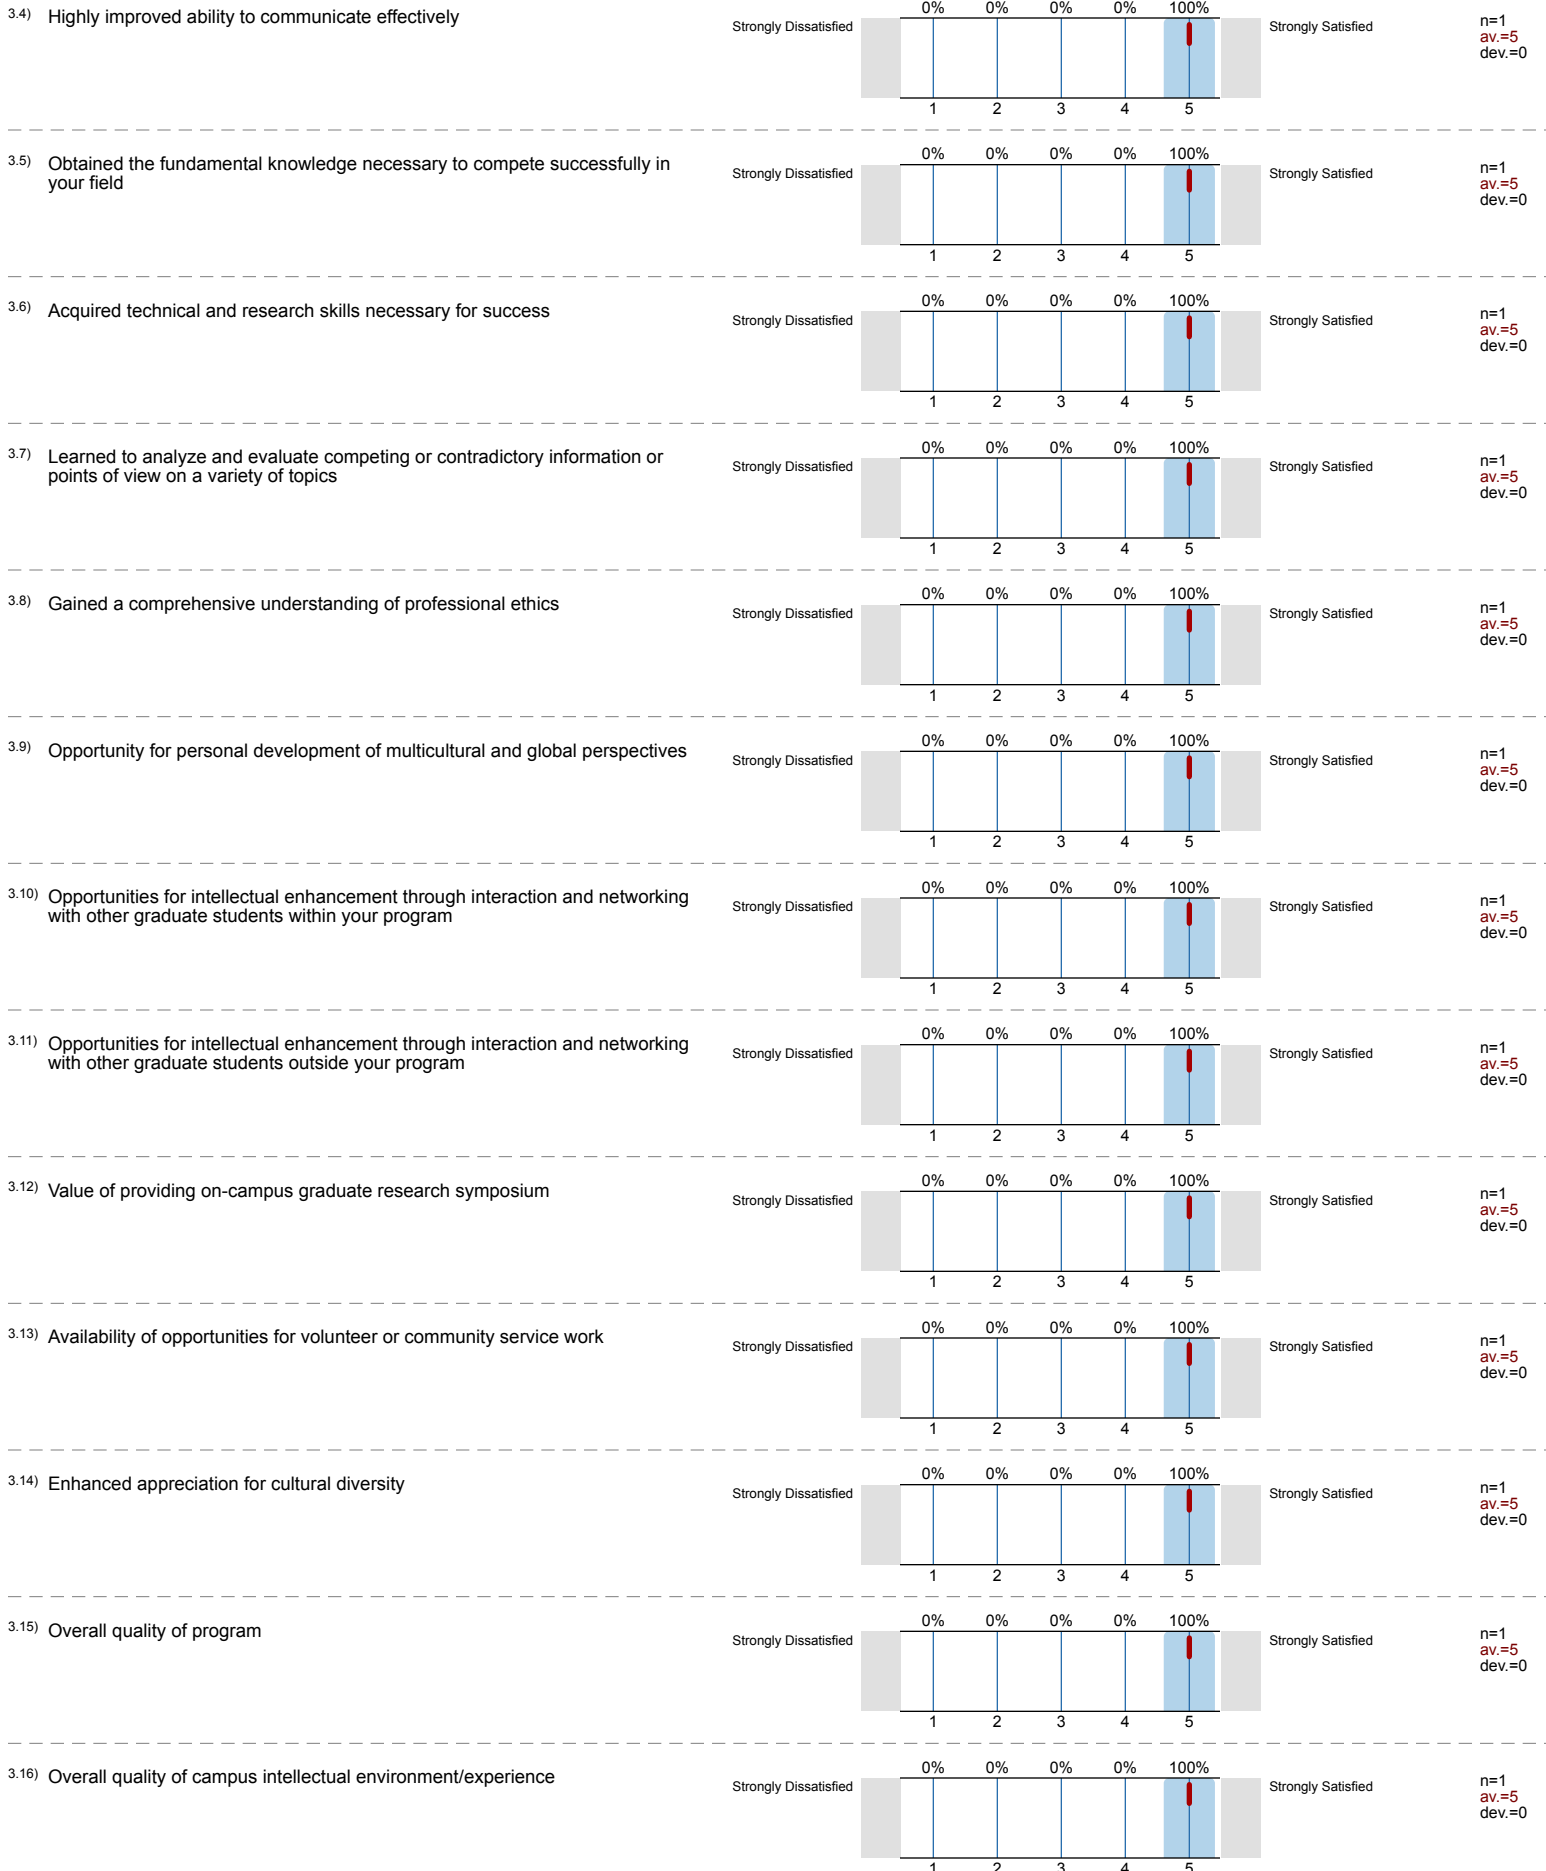 3.4) Highly improved ability to communicate effectively
0% 0% 0% 0% 100%
Strongly Dissatisfied Strongly Satisfied
n=1
av.=5
dev.=0
1 2 3 4 5
3.5) Obtained the fundamental knowledge necessary to compete successfully in
your field
0% 0% 0% 0% 100%
Strongly Dissatisfied Strongly Satisfied
n=1
av.=5
dev.=0
1 2 3 4 5
3.6) Acquired technical and research skills necessary for success
0% 0% 0% 0% 100%
Strongly Dissatisfied Strongly Satisfied
n=1
av.=5
dev.=0
1 2 3 4 5
3.7) Learned to analyze and evaluate competing or contradictory information or
points of view on a variety of topics
0% 0% 0% 0% 100%
Strongly Dissatisfied Strongly Satisfied
n=1
av.=5
dev.=0
1 2 3 4 5
3.8) Gained a comprehensive understanding of professional ethics
0% 0% 0% 0% 100%
Strongly Dissatisfied Strongly Satisfied
n=1
av.=5
dev.=0
1 2 3 4 5
3.9) Opportunity for personal development of multicultural and global perspectives
0% 0% 0% 0% 100%
Strongly Dissatisfied Strongly Satisfied
n=1
av.=5
dev.=0
1 2 3 4 5
3.10) Opportunities for intellectual enhancement through interaction and networking
with other graduate students within your program
0% 0% 0% 0% 100%
Strongly Dissatisfied Strongly Satisfied
n=1
av.=5
dev.=0
1 2 3 4 5
3.11) Opportunities for intellectual enhancement through interaction and networking
with other graduate students outside your program
0% 0% 0% 0% 100%
Strongly Dissatisfied Strongly Satisfied
n=1
av.=5
dev.=0
1 2 3 4 5
3.12) Value of providing on-campus graduate research symposium
0% 0% 0% 0% 100%
Strongly Dissatisfied Strongly Satisfied
n=1
av.=5
dev.=0
1 2 3 4 5
3.13) Availability of opportunities for volunteer or community service work
0% 0% 0% 0% 100%
Strongly Dissatisfied Strongly Satisfied
n=1
av.=5
dev.=0
1 2 3 4 5
3.14) Enhanced appreciation for cultural diversity
0% 0% 0% 0% 100%
Strongly Dissatisfied Strongly Satisfied
n=1
av.=5
dev.=0
1 2 3 4 5
3.15) Overall quality of program
0% 0% 0% 0% 100%
Strongly Dissatisfied Strongly Satisfied
n=1
av.=5
dev.=0
1 2 3 4 5
3.16) Overall quality of campus intellectual environment/experience
0% 0% 0% 0% 100%
Strongly Dissatisfied Strongly Satisfied
n=1
av.=5
dev.=0
1 2 3 4 5